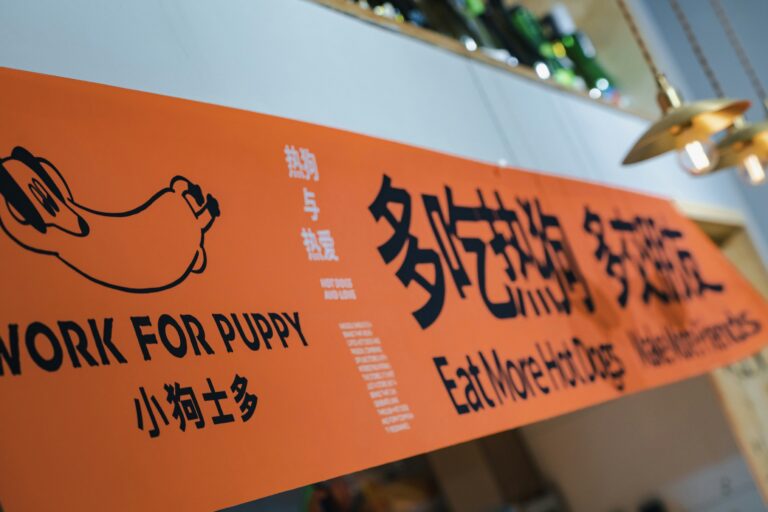 WORK FOR PUPPY
小狗士多
热狗
与
热爱
HOT DOGS
AND LOVE
多吃热狗 多交朋友
Eat More Hot Dogs Make More Friends